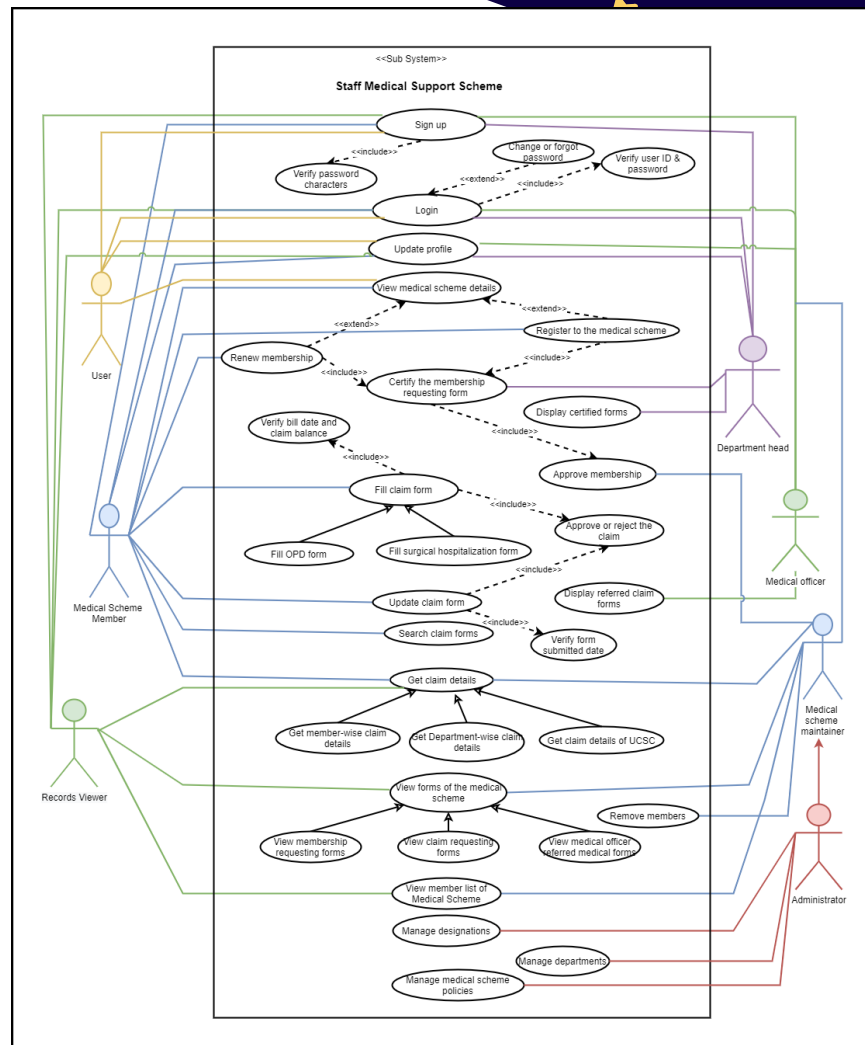 <<Sub System>>
Staff Medical Support Scheme
Sign up
<<include>>
Verify password
characters
Change or forgot
password
Verify user ID &
password
<<extend>>
<<include>>
Login
Update profile
View medical scheme details
<<extend>>
<<extend>>
Register to the medical scheme
Renew membership
<<include>>
<<include>>
Certify the membership
requesting form
Display certified forms
User
Department head
Verify bill date and
claim balance
<<include>>
<<include>>
Approve membership
Fill claim form
<<include>>
Approve or reject the
claim
Fill OPD form
Fill surgical hospitalization form
Medical officer
Medical Scheme
Member
<<include>>
Display referred claim
forms
Update claim form
<<include>>
Search claim forms
Verify form
submitted date
Get claim details
Medical
scheme
maintainer
Get member-wise claim
details
Get Department-wise claim
details
Get claim details of UCSC
Records Viewer
View forms of the medical
scheme
Remove members
View membership
requesting forms
View claim requesting
forms
View medical officer
referred medical forms
View member list of
Medical Scheme
Administrator
Manage designations
Manage departments
Manage medical scheme
policies